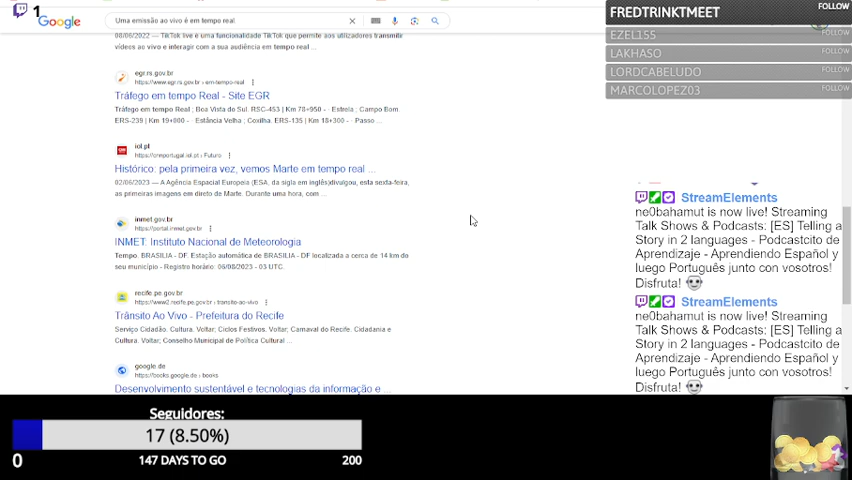 1
Google
Uma emissão ao vivo é em tempo real
08/06/2022 — TikTok live é uma funcionalidade TikTok que permite aos utilizadores transmitir
vídeos ao vivo e interagir com a sua audiência em tempo real ...
egr.rs.gov.br
https://www.egr.rs.gov.br › em-tempo-real
Tráfego em tempo Real - Site EGR
Tráfego em tempo Real ; Boa Vista do Sul. RSC-453 | Km 78+950 - · Estrela ; Campo Bom.
ERS-239 | Km 19+000 - · Estância Velha ; Coxilha. ERS-135 | Km 18+300 - · Passo ...
iol.pt
https://cnnportugal.iol.pt › Futuro
Histórico: pela primeira vez, vemos Marte em tempo real ...
02/06/2023 — A Agência Espacial Europeia (ESA, da sigla em inglês)divulgou, esta sexta-feira,
as primeiras imagens em direto de Marte. Durante uma hora, com ...
inmet.gov.br
https://portal.inmet.gov.br
INMET: Instituto Nacional de Meteorologia
Tempo. BRASILIA - DF. Estação automática de BRASILIA - DF localizada a cerca de 14 km do
seu município - Registro horário: 06/08/2023 - 03 UTC.
recife.pe.gov.br
https://www2.recife.pe.gov.br › transito-ao-vivo
Trânsito Ao Vivo - Prefeitura do Recife
Serviço Cidadão. Cultura. Voltar; Ciclos Festivos. Voltar; Carnaval do Recife. Cidadania e
Cultura. Voltar; Conselho Municipal de Política Cultural ...
google.de
https://books.google.de › books
Desenvolvimento sustentável e tecnologias da informação e ...
FREDTRINKTMEET FOLLOW
EZEL155 FOLLOW
LAKHASO FOLLOW
LORDCABELUDO FOLLOW
MARCOLOPEZ03 FOLLOW
StreamElements
ne0bahamut is now live! Streaming
Talk Shows & Podcasts: [ES] Telling a
Story in 2 languages - Podcastcito de
Aprendizaje - Aprendiendo Español y
luego Português junto con vosotros!
Disfruta!
StreamElements
ne0bahamut is now live! Streaming
Talk Shows & Podcasts: [ES] Telling a
Story in 2 languages - Podcastcito de
Aprendizaje - Aprendiendo Español y
luego Português junto con vosotros!
Disfruta!
Seguidores:
17 (8.50%)
0 147 DAYS TO GO 200